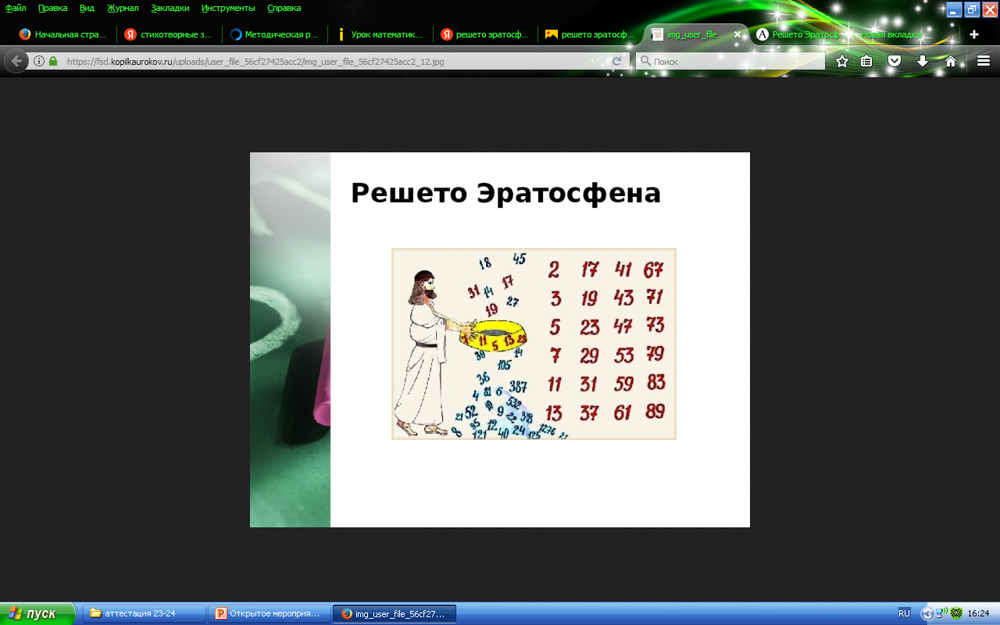 Файл Правка Вид Журнал Закладки Инструменты Справка
Начальная стра... стихотворные з... Методическая р... Урок математик... решето эратосф... решето эратосф... img_user_file_... Решето Эратосф... Новая вкладка
https://fsd.kopilkaurokov.ru/uploads/user_file_56cf27425acc2/img_user_file_56cf27425acc2_12.jpg Поиск
Решето Эратосфена
18 45
31 14 17
19 27
11 5 13 23
39 14
105
36
4 81 6 387
21 52 10 9 532 22 318
8 95 121 12 40 24 125 1276 21
2 17 41 67
3 19 43 71
5 23 47 73
7 29 53 79
11 31 59 83
13 37 61 89
пуск аттестация 23-24 Открытое мероприя... img_user_file_56cf27... RU 16:24